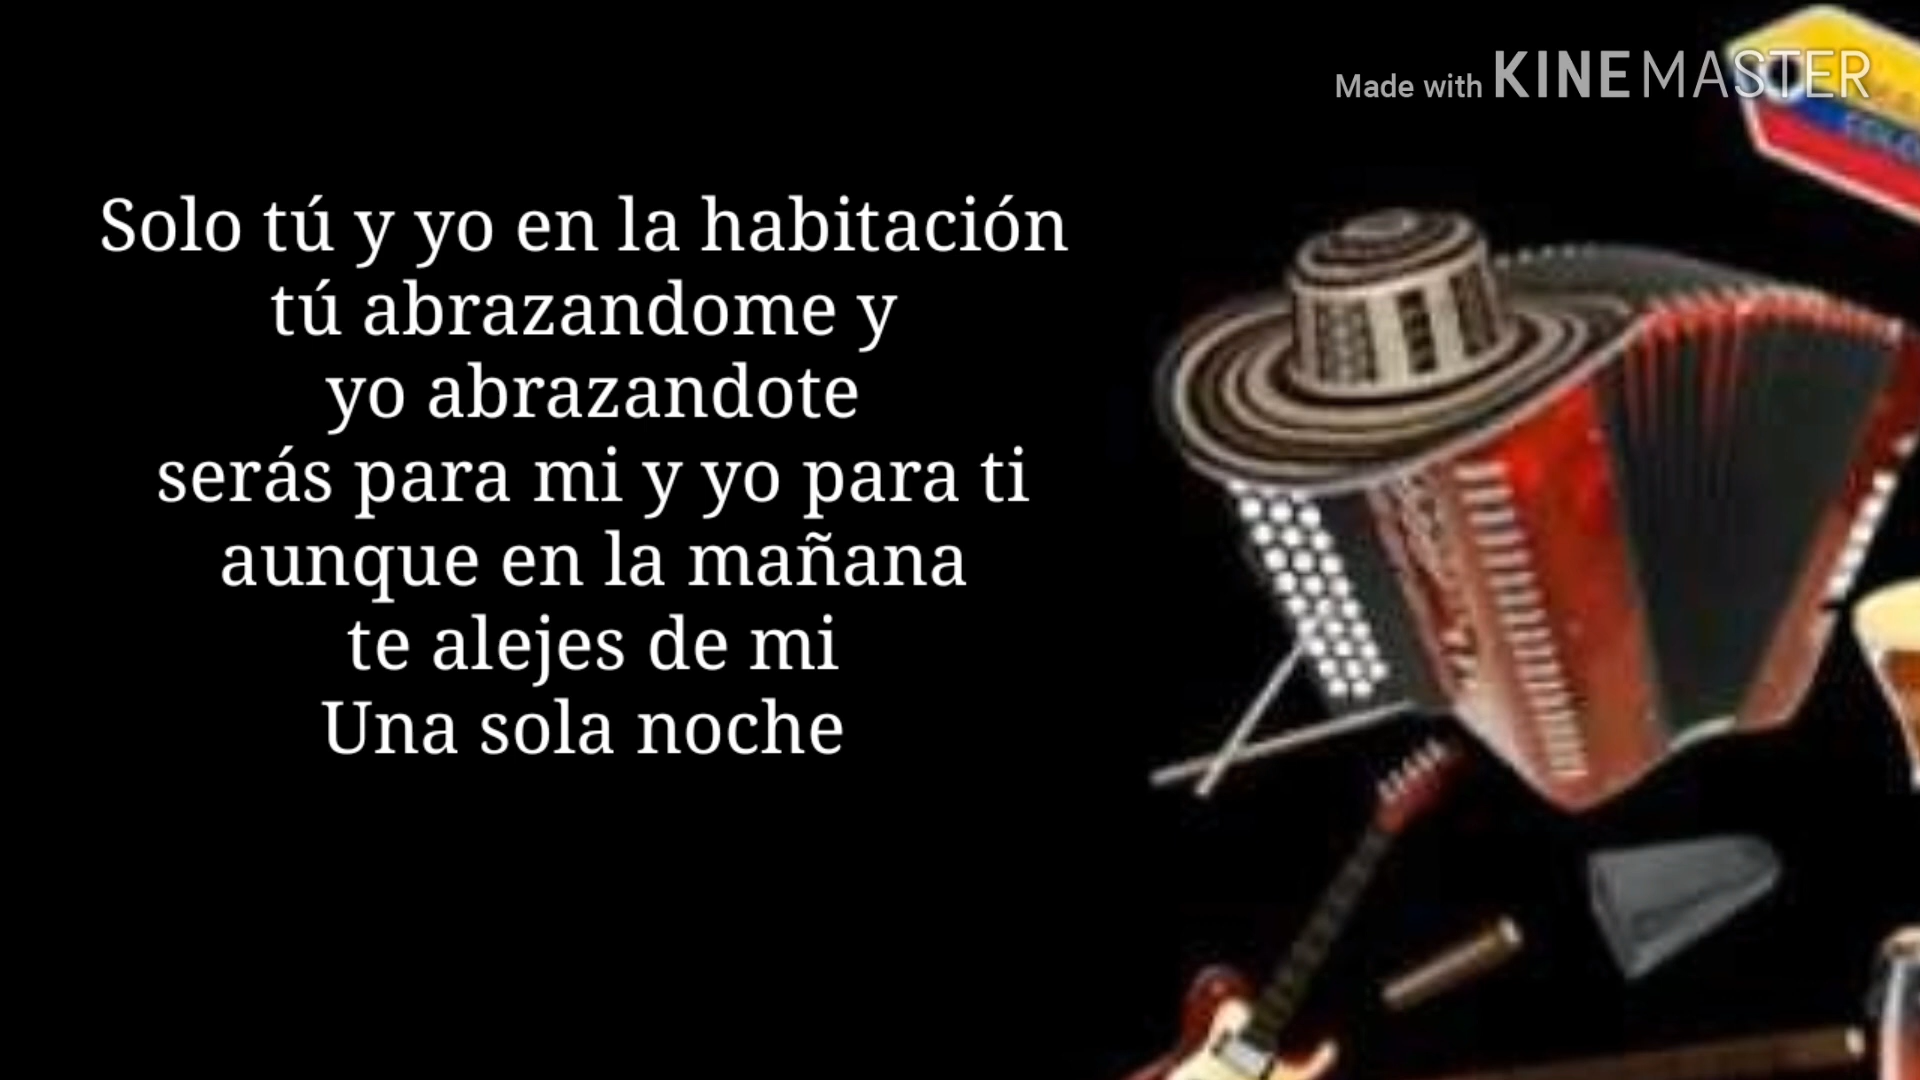 Made with KINEMASTER
Solo tú y yo en la habitación
tú abrazandome y
yo abrazandote
serás para mi y yo para ti
aunque en la mañana
te alejes de mi
Una sola noche